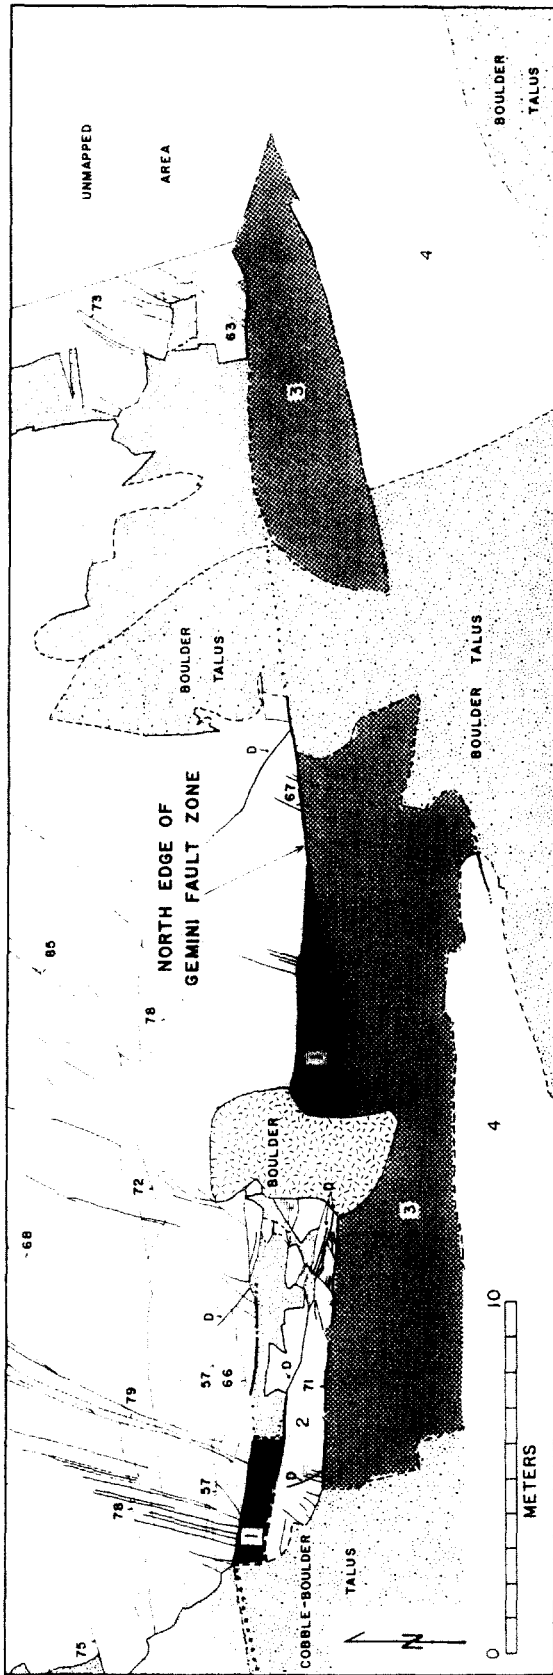 75
78
57
79
57
66
D
68
72
78
85
NORTH EDGE OF
GEMINI FAULT ZONE
D
67
BOULDER
TALUS
73
63
UNMAPPED
AREA
1
2
D
D
71
D
BOULDER
3
3
4
4
COBBLE-BOULDER
TALUS
N
0
10
METERS
BOULDER TALUS
BOULDER
TALUS